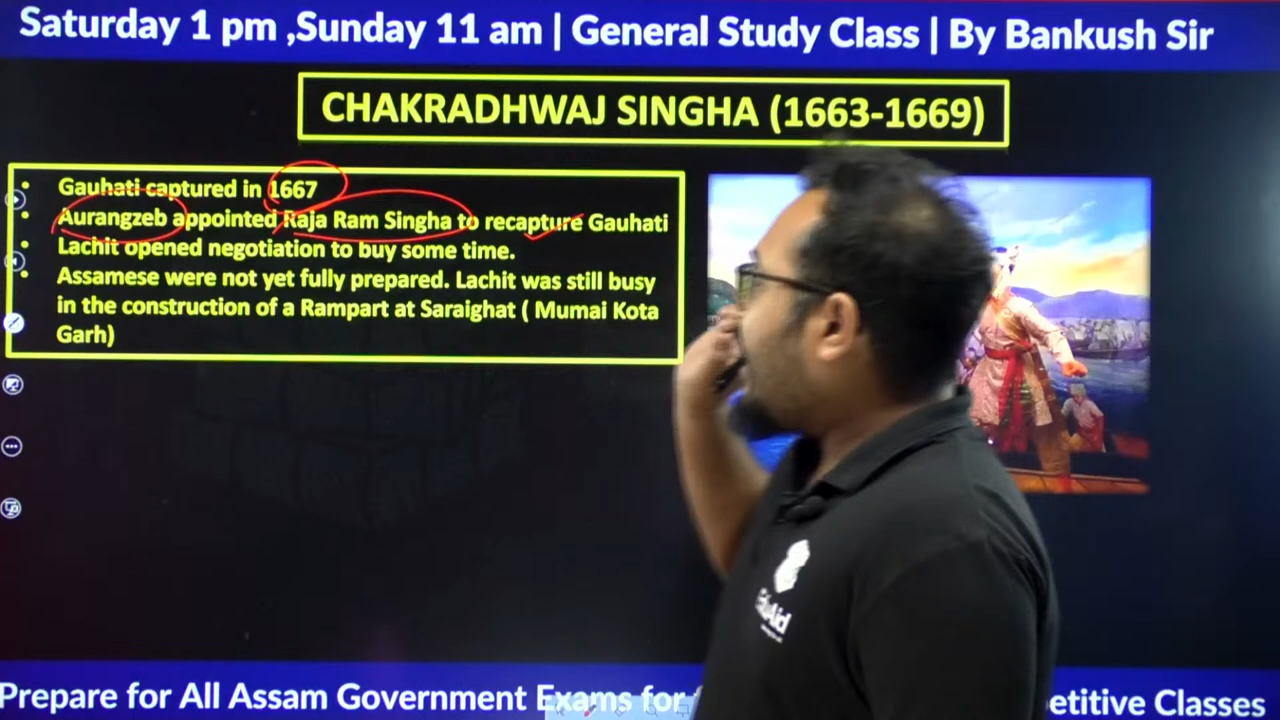 Saturday 1 pm ,Sunday 11 am | General Study Class | By Bankush Sir
CHAKRADHWAJ SINGHA (1663-1669)
• Gauhati captured in 1667
• Aurangzeb appointed Raja Ram Singha to recapture Gauhati
• Lachit opened negotiation to buy some time.
• Assamese were not yet fully prepared. Lachit was still busy
in the construction of a Rampart at Saraighat ( Mumai Kota
Garh)
EduAid
Prepare for All Assam Government Exams for
etitive Classes